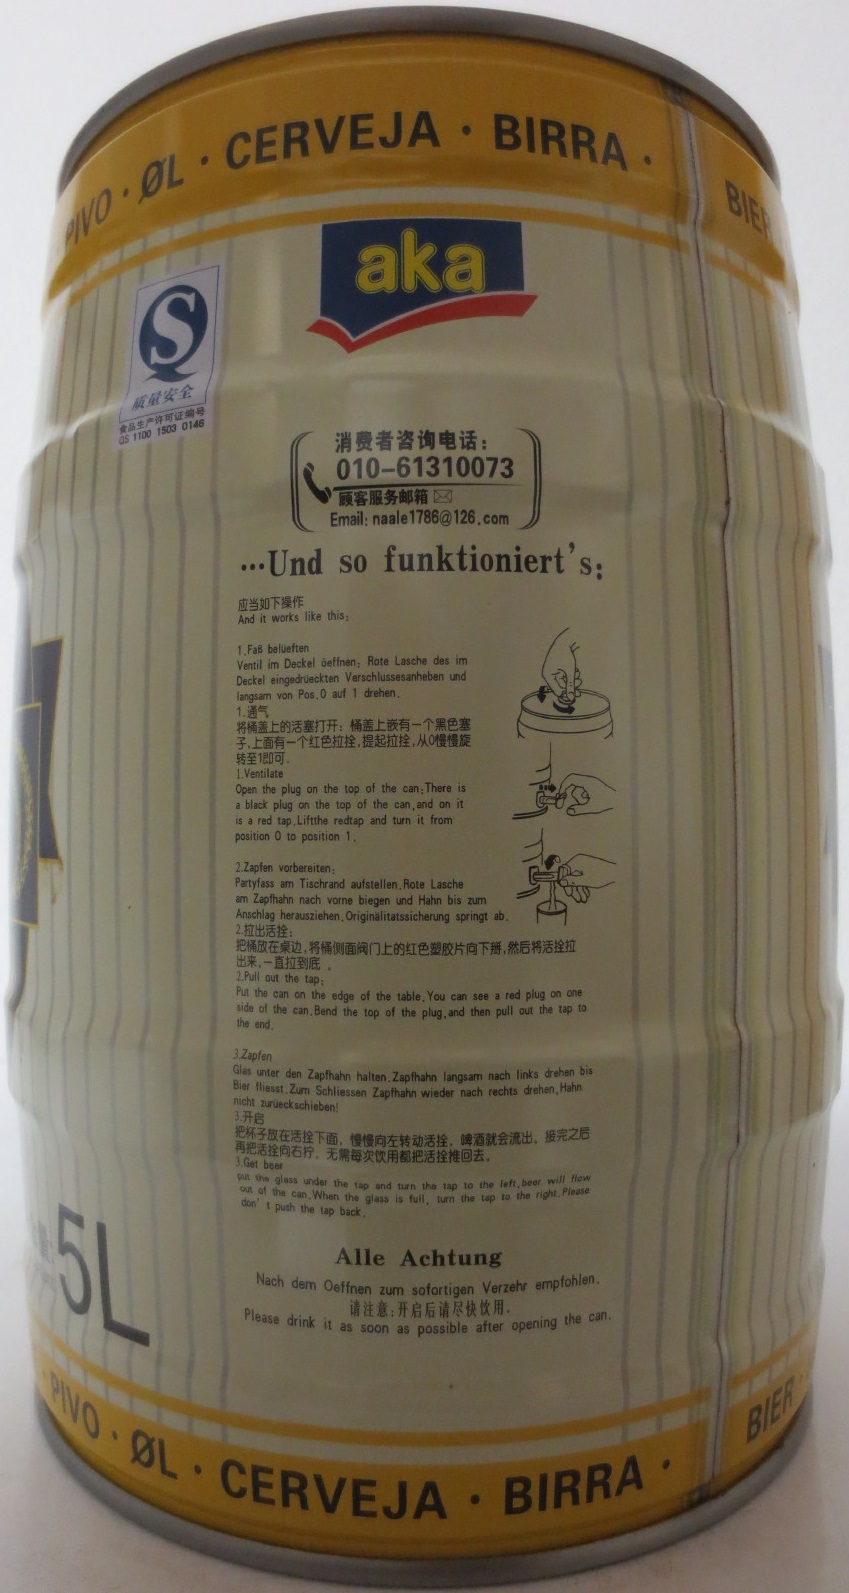 PIVO · ØL · CERVEJA · BIRRA ·
BIER
aka
S
质量安全
食品生产许可证编号
QS 1100 1503 0146
消费者咨询电话：
010-61310073
顾客服务邮箱
Email: naale1786@126.com
…Und so funktioniert's:
应当如下操作
And it works like this:
1.Faß belüeften
Ventil im Deckel öeffnen: Rote Lasche des im
Deckel eingedrüeckten Verschlussesanheben und
langsam von Pos.0 auf 1 drehen.
1.通气
将桶盖上的活塞打开：桶盖上嵌有一个黑色塞
子,上面有一个红色拉拴,提起拉拴,从0慢慢旋
转至1即可.
1.Ventilate
Open the plug on the top of the can:There is
a black plug on the top of the can,and on it
is a red tap.Liftthe redtap and turn it from
position 0 to position 1.
2.Zapfen vorbereiten:
Partyfass am Tischrand aufstellen.Rote Lasche
am Zapfhahn nach vorne biegen und Hahn bis zum
Anschlag herausziehen.Originälitatssicherung springt ab.
2.拉出活拴:
把桶放在桌边,将桶侧面阀门上的红色塑胶片向下掰,然后将活拴拉
出来,一直拉到底 。
2.Pull out the tap:
Put the can on the edge of the table.You can see a red plug on one
side of the can.Bend the top of the plug,and then pull out the tap to
the end.
3.Zapfen
Glas unter den Zapfhahn halten.Zapfhahn langsam nach links drehen bis
Bier fliesst.Zum Schliessen Zapfhahn wieder nach rechts drehen,Hahn
nicht zurüeckschieben!
3.开启
把杯子放在活拴下面，慢慢向左转动活拴，啤酒就会流出，接完之后
再把活拴向右拧，无需每次饮用都把活拴推回去。
3.Get beer
put the glass under the tap and turn the tap to the left,beer will flow
out of the can.When the glass is full, turn the tap to the right.Please
don't push the tap back.
5L
Alle Achtung
Nach dem Oeffnen zum sofortigen Verzehr empfohlen.
请注意:开启后请尽快饮用.
Please drink it as soon as possible after opening the can.
PIVO · ØL · CERVEJA · BIRRA ·
BIER ·